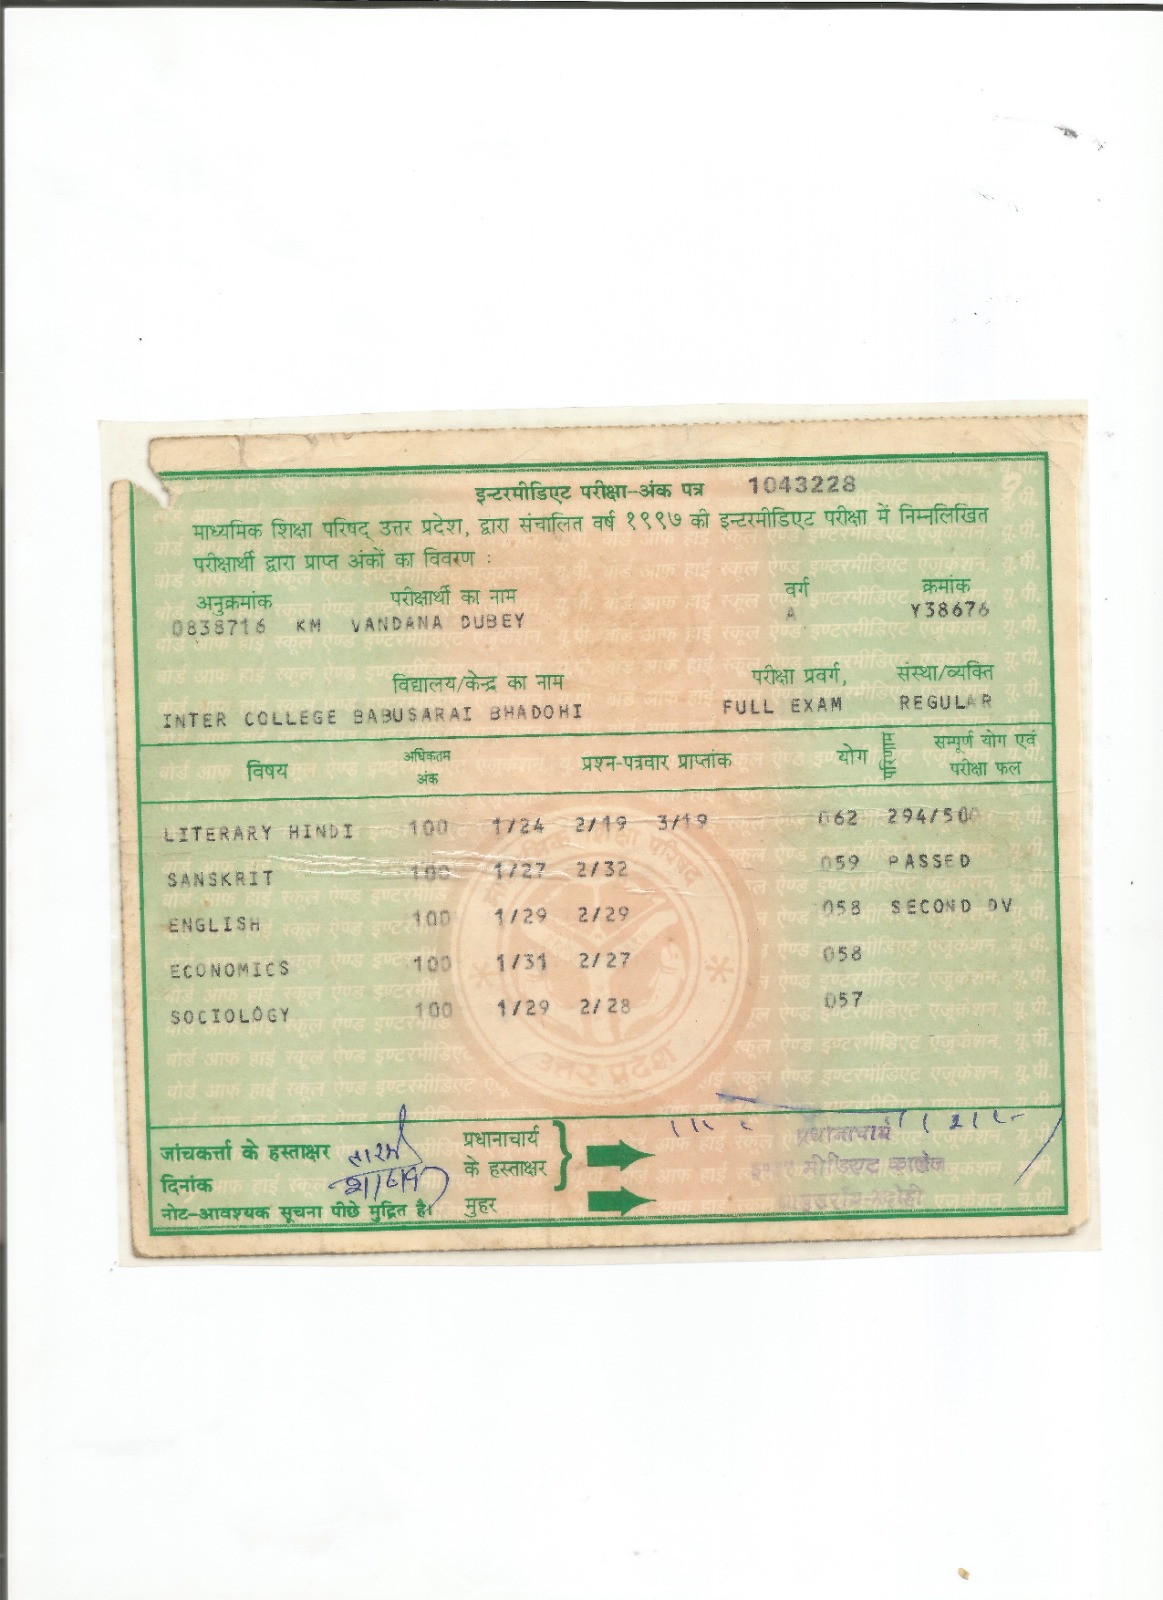 इन्टरमीडिएट परीक्षा-अंक पत्र 1043228
माध्यमिक शिक्षा परिषद् उत्तर प्रदेश, द्वारा संचालित वर्ष १९९७ की इन्टरमीडिएट परीक्षा में निम्नलिखित
परीक्षार्थी द्वारा प्राप्त अंकों का विवरण :
अनुक्रमांक परीक्षार्थी का नाम वर्ग क्रमांक
0838716 KM VANDANA DUBEY A Y38676
विद्यालय/केन्द्र का नाम परीक्षा प्रवर्ग, संस्था/व्यक्ति
INTER COLLEGE BABUSARAI BHADOHI FULL EXAM REGULAR
विषय अधिकतम अंक प्रश्न-पत्रवार प्राप्तांक योग परिणाम सम्पूर्ण योग एवं परीक्षा फल
LITERARY HINDI 100 1/24 2/19 3/19 062 294/500
SANSKRIT 100 1/27 2/32 059 PASSED
ENGLISH 100 1/29 2/29 058 SECOND DV
ECONOMICS 100 1/31 2/27 058
SOCIOLOGY 100 1/29 2/28 057
उत्तर प्रदेश
जांचकर्त्ता के हस्ताक्षर प्रधानाचार्य
के हस्ताक्षर
दिनांक
नोट-आवश्यक सूचना पीछे मुद्रित है। मुहर
प्रधानाचार्य
इण्टर मीडिएट कालेज